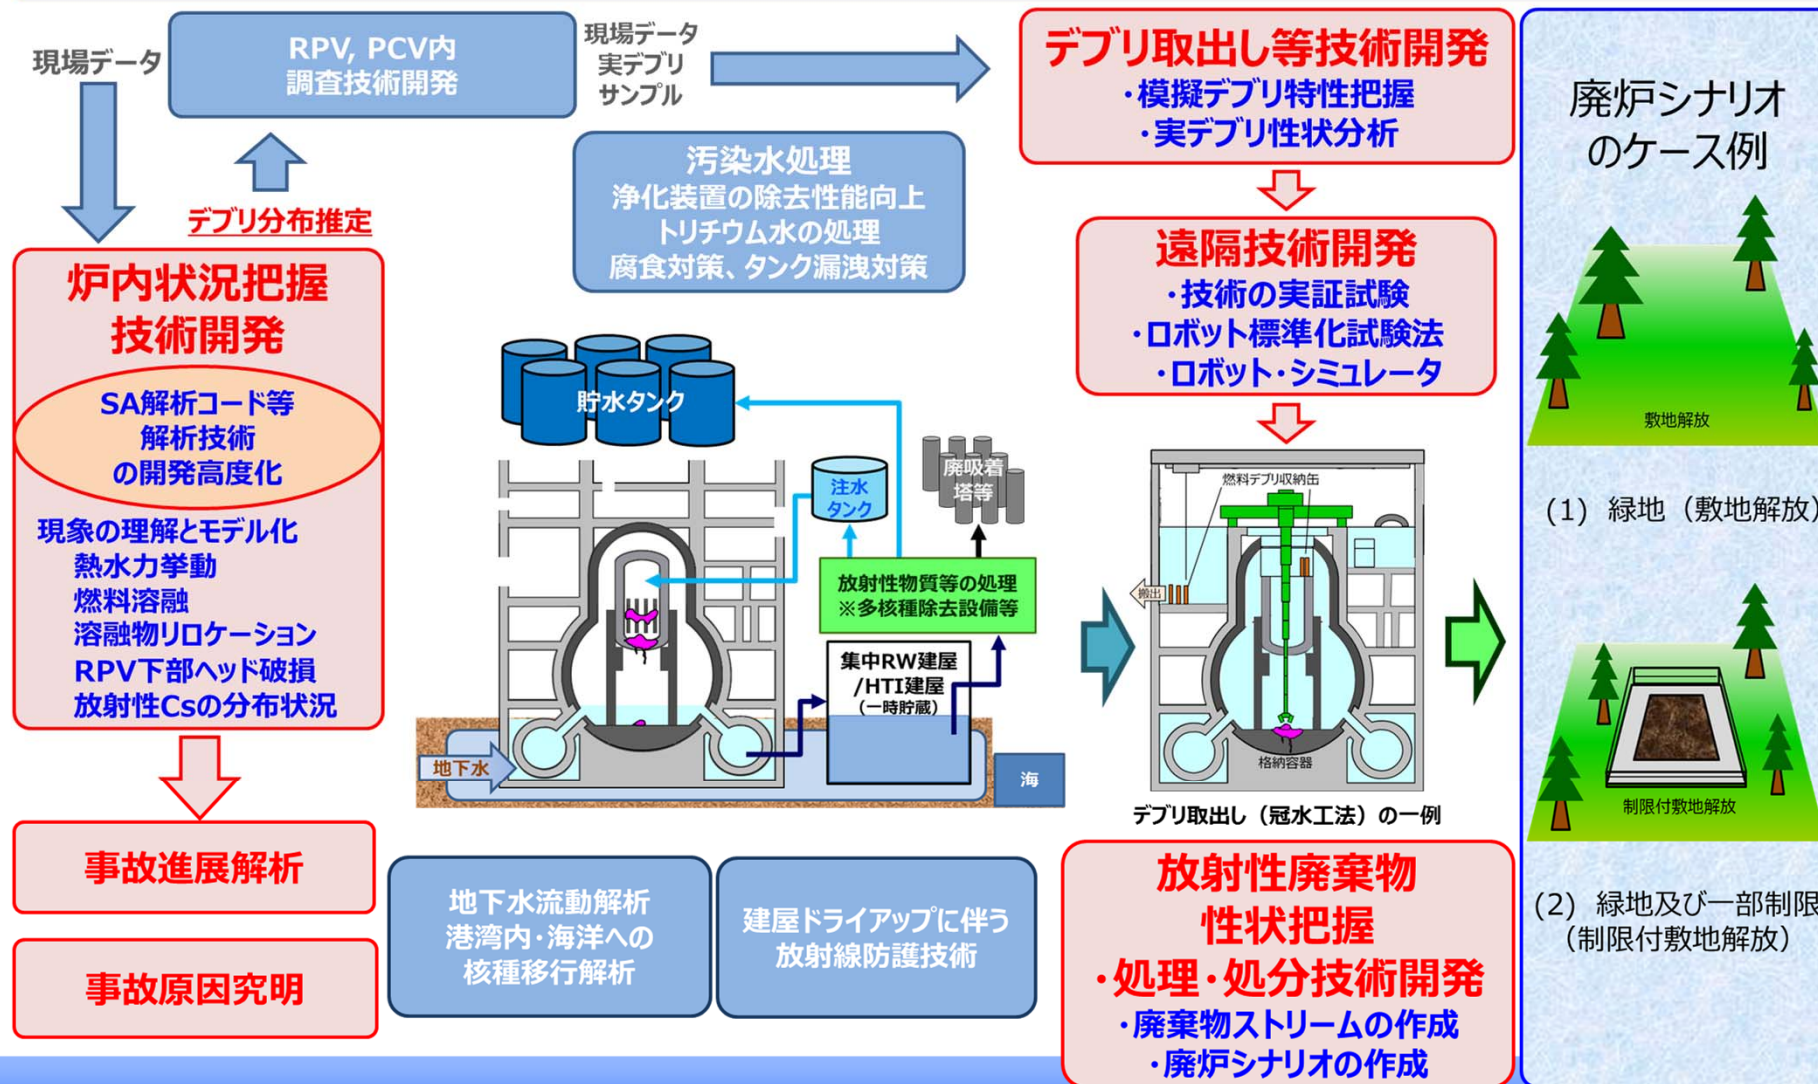 現場データ
RPV, PCV内
調査技術開発
現場データ
実デブリ
サンプル
デブリ分布推定
炉内状況把握
技術開発
SA解析コード等
解析技術
の開発高度化
現象の理解とモデル化
熱水力挙動
燃料溶融
溶融物リロケーション
RPV下部ヘッド破損
放射性Csの分布状況
事故進展解析
事故原因究明
汚染水処理
浄化装置の除去性能向上
トリチウム水の処理
腐食対策、タンク漏洩対策
貯水タンク
注水
タンク
廃吸着
塔等
放射性物質等の処理
※多核種除去設備等
集中RW建屋
/HTI建屋
(一時貯蔵)
地下水
海
地下水流動解析
港湾内・海洋への
核種移行解析
建屋ドライアップに伴う
放射線防護技術
デブリ取出し等技術開発
・模擬デブリ特性把握
・実デブリ性状分析
遠隔技術開発
・技術の実証試験
・ロボット標準化試験法
・ロボット・シミュレータ
燃料デブリ収納缶
搬出
格納容器
デブリ取出し（冠水工法）の一例
放射性廃棄物
性状把握
・処理・処分技術開発
・廃棄物ストリームの作成
・廃炉シナリオの作成
廃炉シナリオ
のケース例
敷地解放
(1) 緑地（敷地解放）
制限付敷地解放
(2) 緑地及び一部制限
（制限付敷地解放）